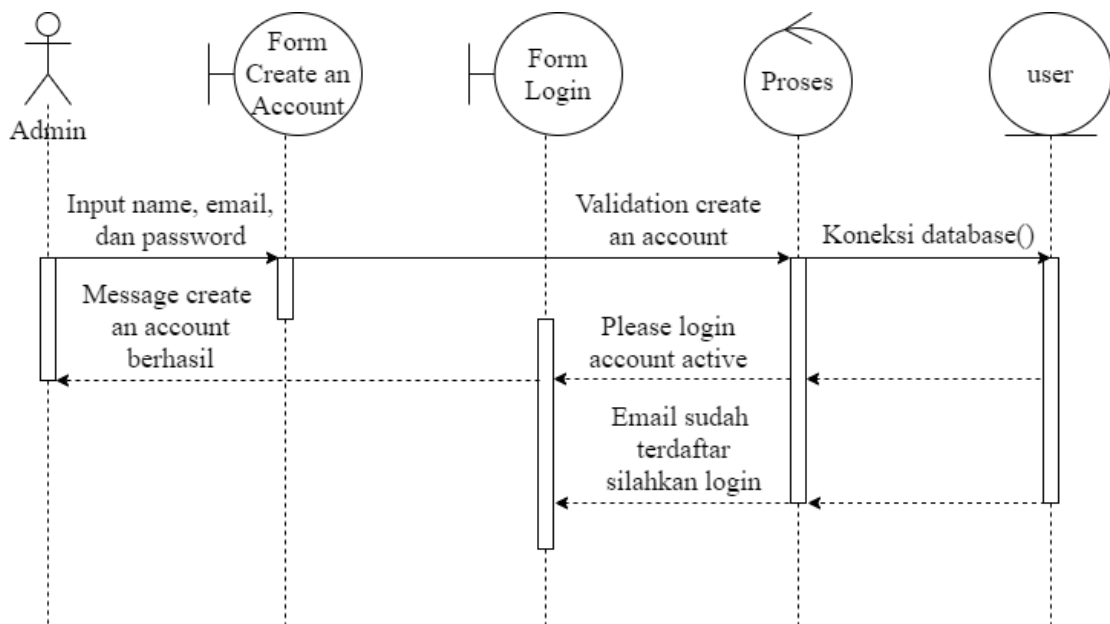 Form
Create an
Account
Form
Login
Proses
user
Admin
Input name, email,
dan password
Validation create
an account
Koneksi database()
Message create
an account
berhasil
Please login
account active
Email sudah
terdaftar
silahkan login